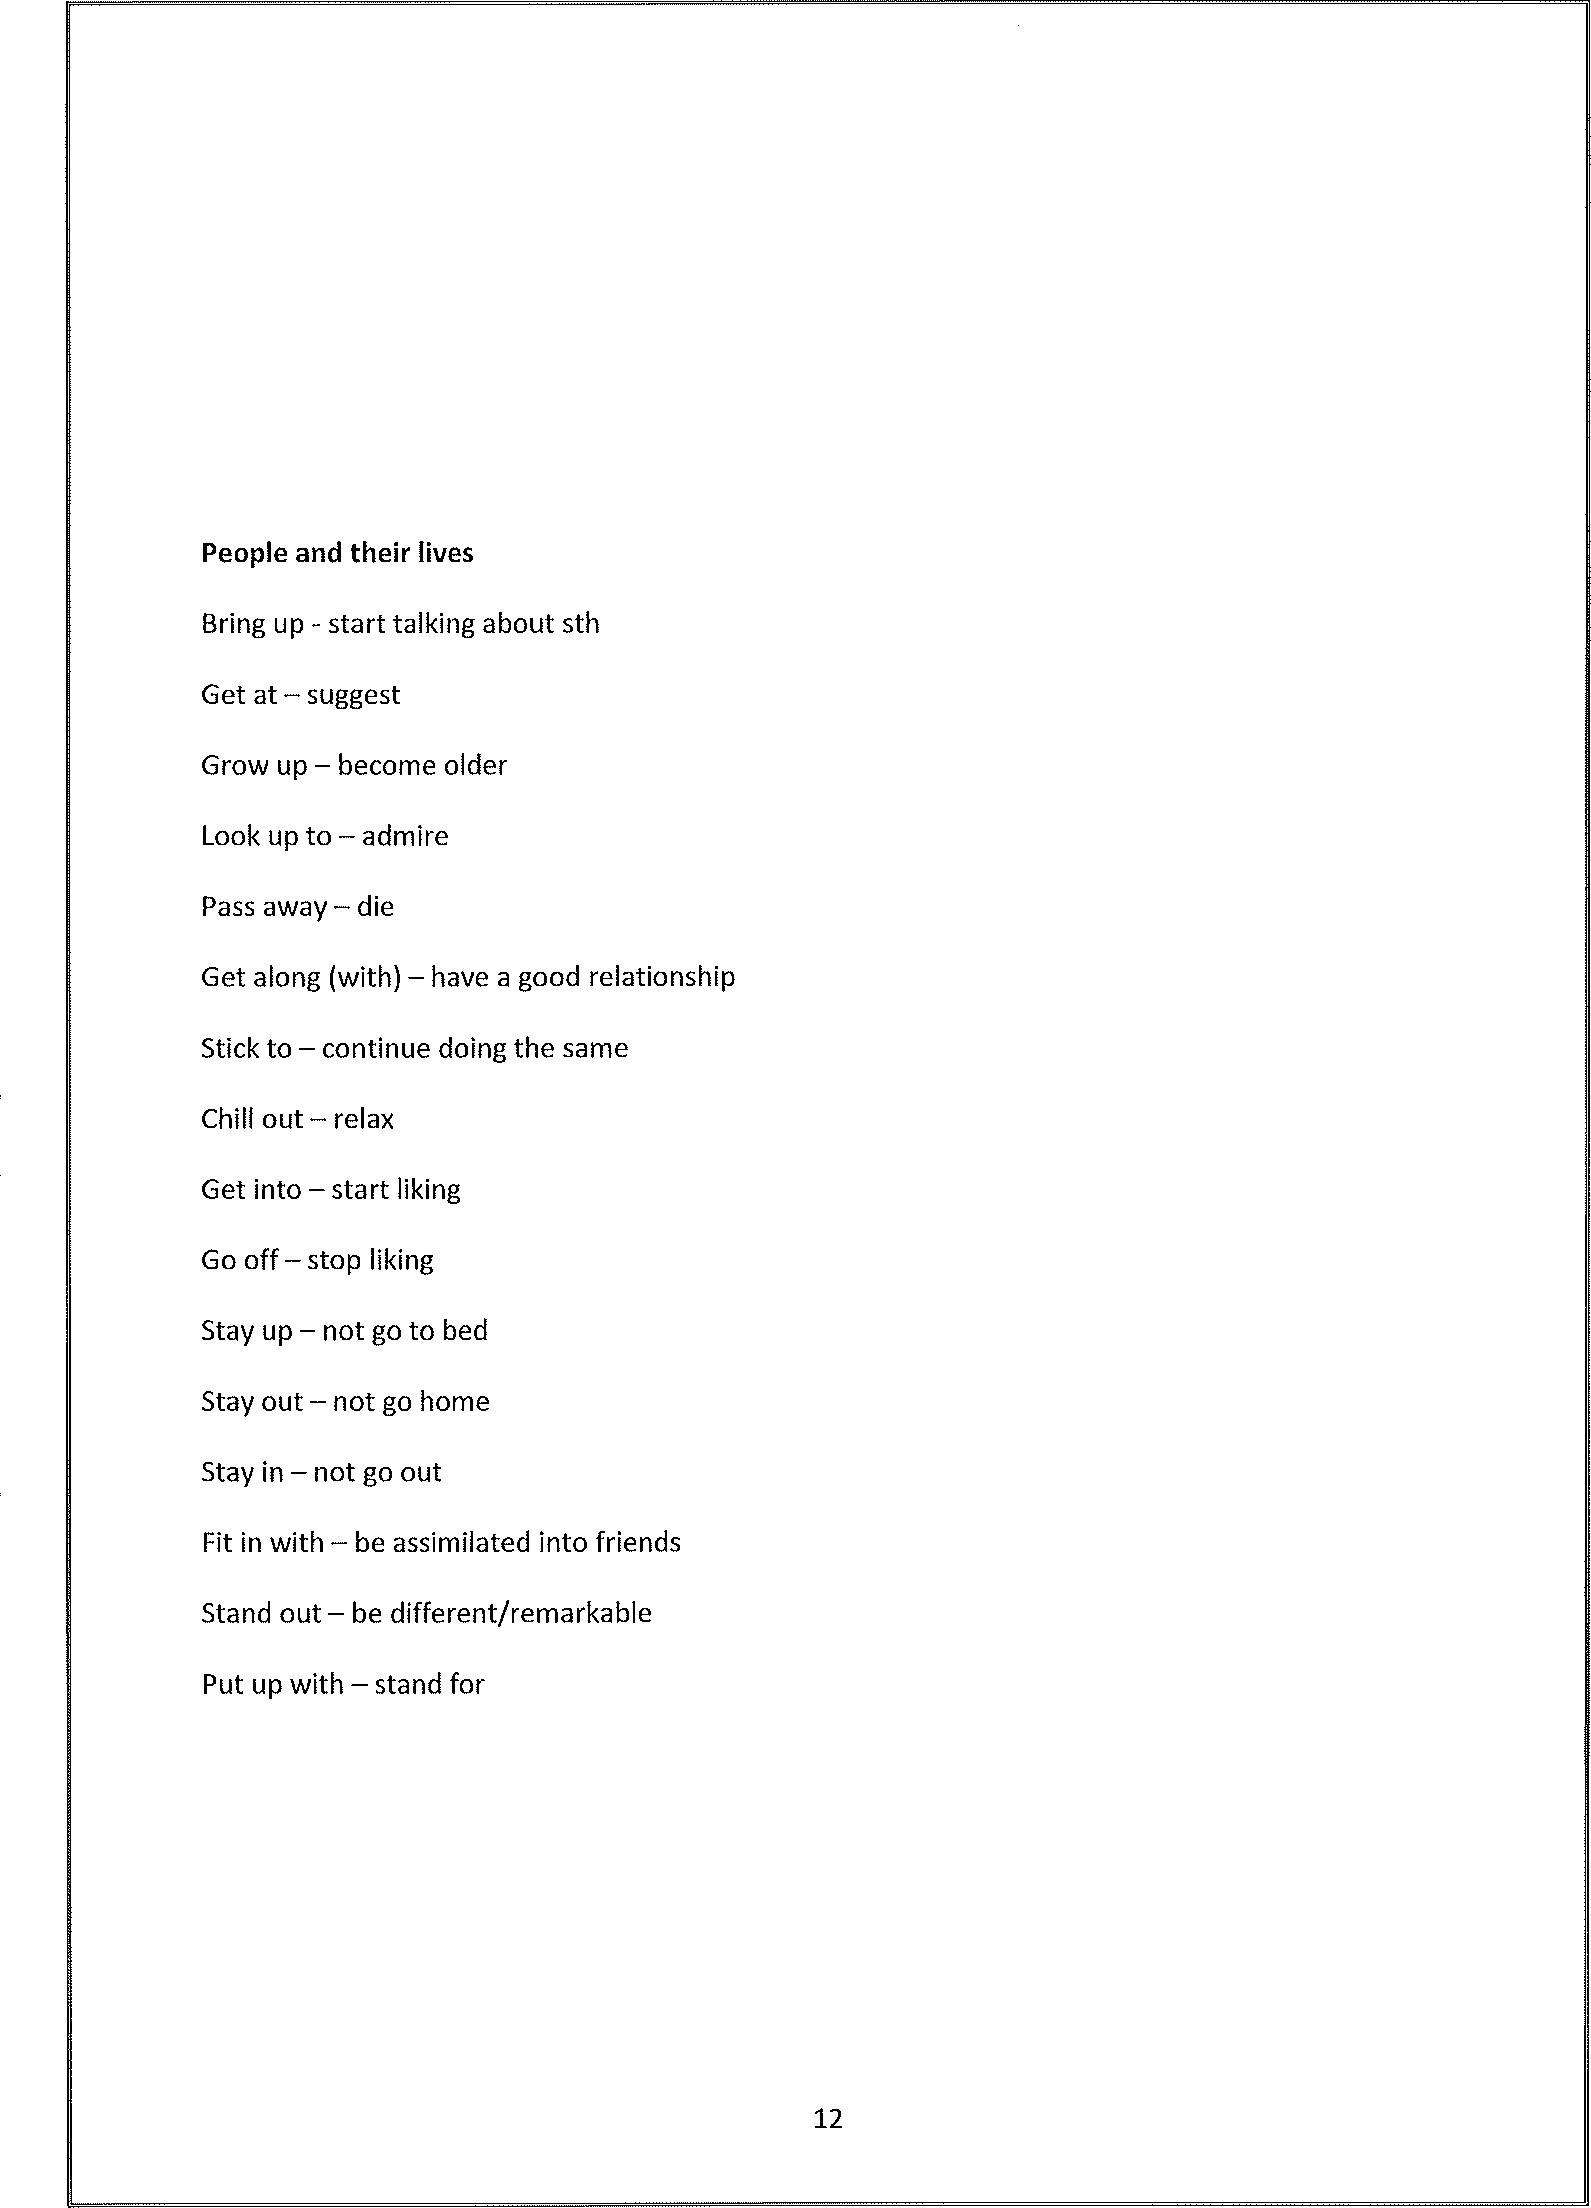 People and their lives
Bring up - start talking about sth
Get at – suggest
Grow up – become older
Look up to – admire
Pass away – die
Get along (with) – have a good relationship
Stick to – continue doing the same
Chill out – relax
Get into – start liking
Go off – stop liking
Stay up – not go to bed
Stay out – not go home
Stay in – not go out
Fit in with – be assimilated into friends
Stand out – be different/remarkable
Put up with – stand for
12